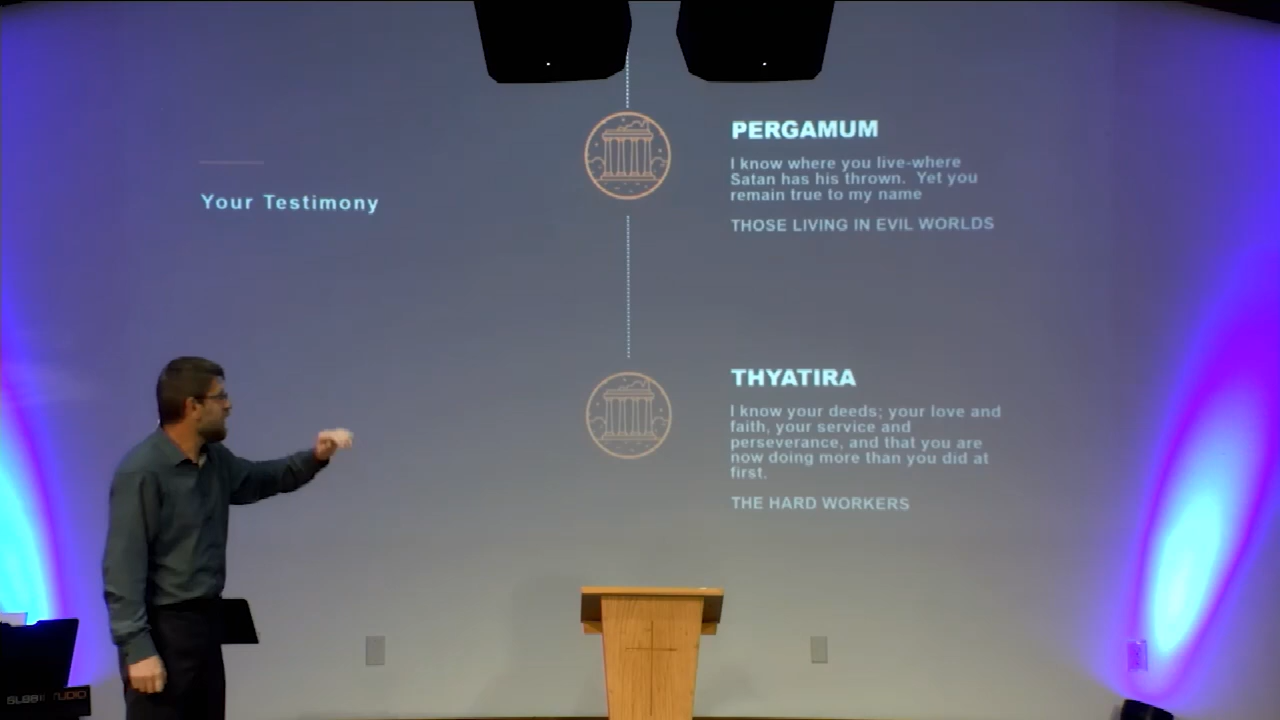 Your Testimony
PERGAMUM
I know where you live-where
Satan has his thrown.  Yet you
remain true to my name
THOSE LIVING IN EVIL WORLDS
THYATIRA
I know your deeds; your love and
faith, your service and
perseverance, and that you are
now doing more than you did at
first.
THE HARD WORKERS